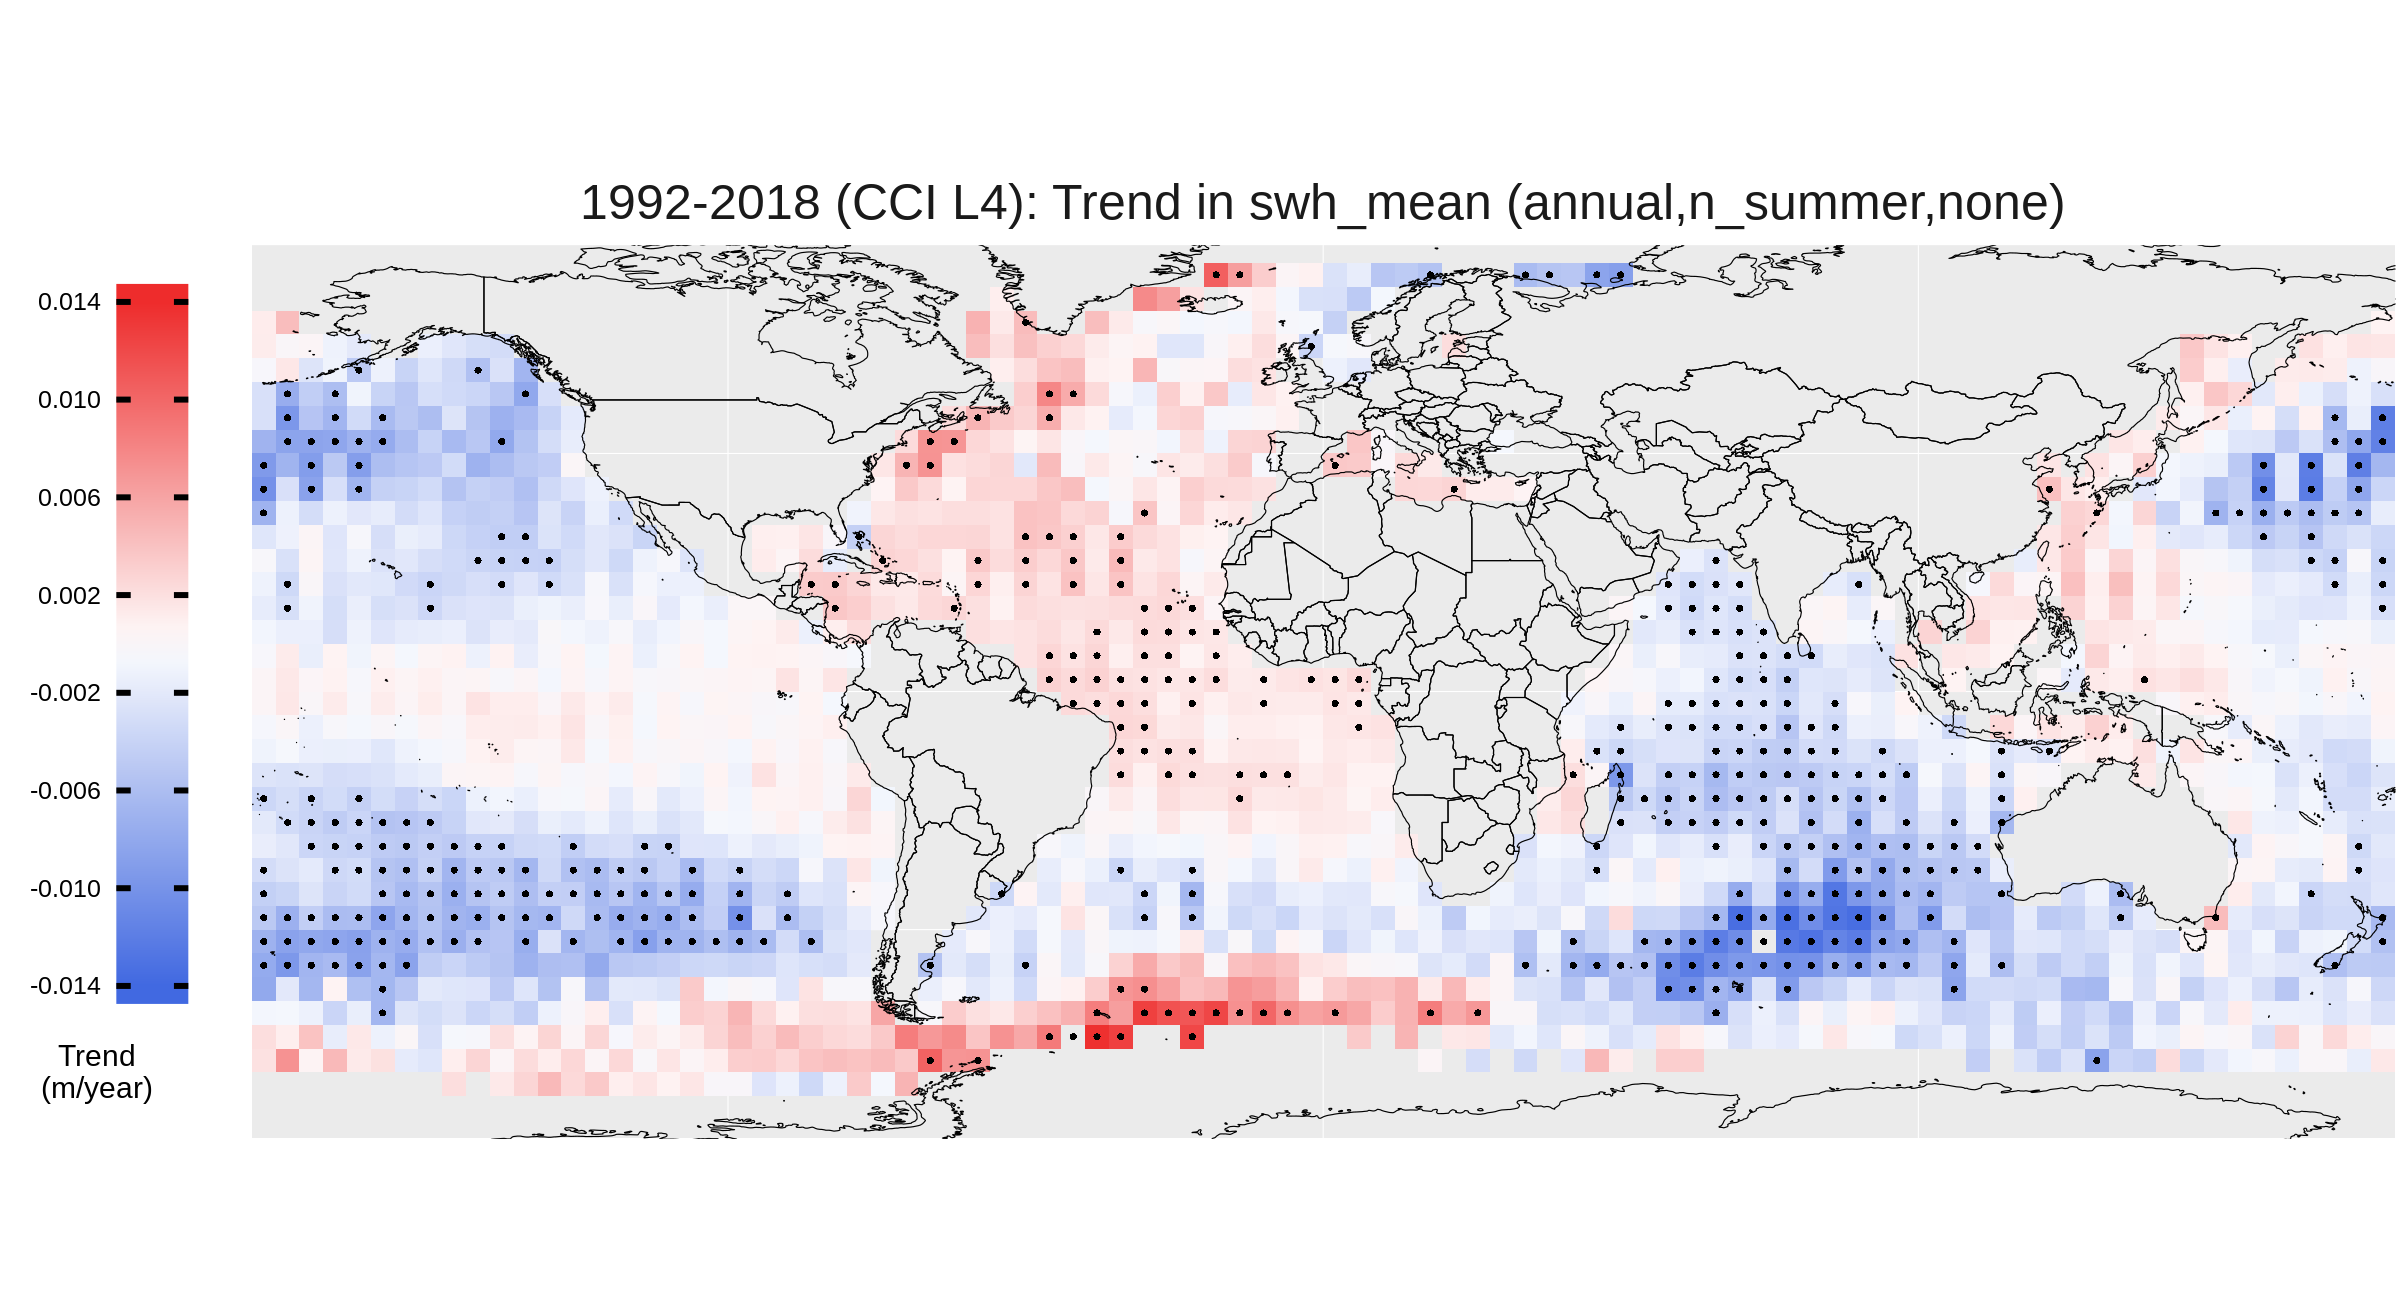 1992-2018 (CCI L4): Trend in swh_mean (annual,n_summer,none)
0.014
0.010
0.006
0.002
-0.002
-0.006
-0.010
-0.014
Trend
(m/year)